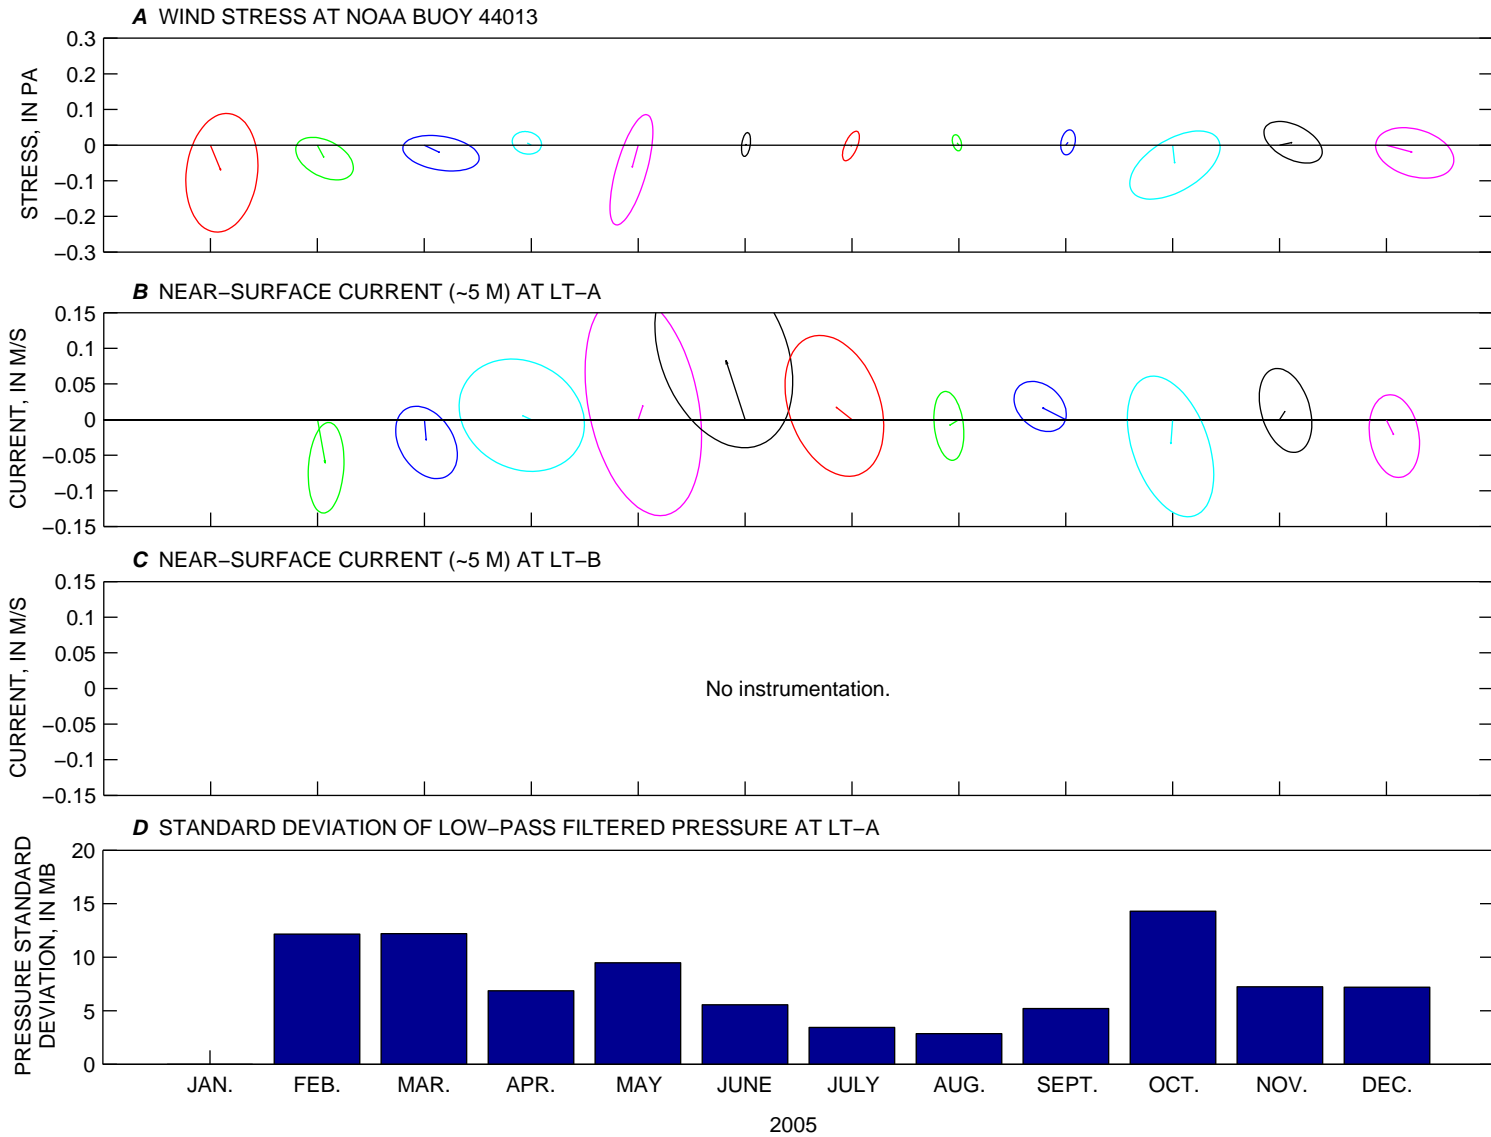 A WIND STRESS AT NOAA BUOY 44013
STRESS, IN PA
0.3
0.2
0.1
0
−0.1
−0.2
−0.3
B NEAR−SURFACE CURRENT (~5 M) AT LT−A
CURRENT, IN M/S
0.15
0.1
0.05
0
−0.05
−0.1
−0.15
C NEAR−SURFACE CURRENT (~5 M) AT LT−B
CURRENT, IN M/S
0.15
0.1
0.05
0
−0.05
−0.1
−0.15
No instrumentation.
D STANDARD DEVIATION OF LOW−PASS FILTERED PRESSURE AT LT−A
PRESSURE STANDARD
DEVIATION, IN MB
20
15
10
5
0
JAN. FEB. MAR. APR. MAY JUNE JULY AUG. SEPT. OCT. NOV. DEC.
2005